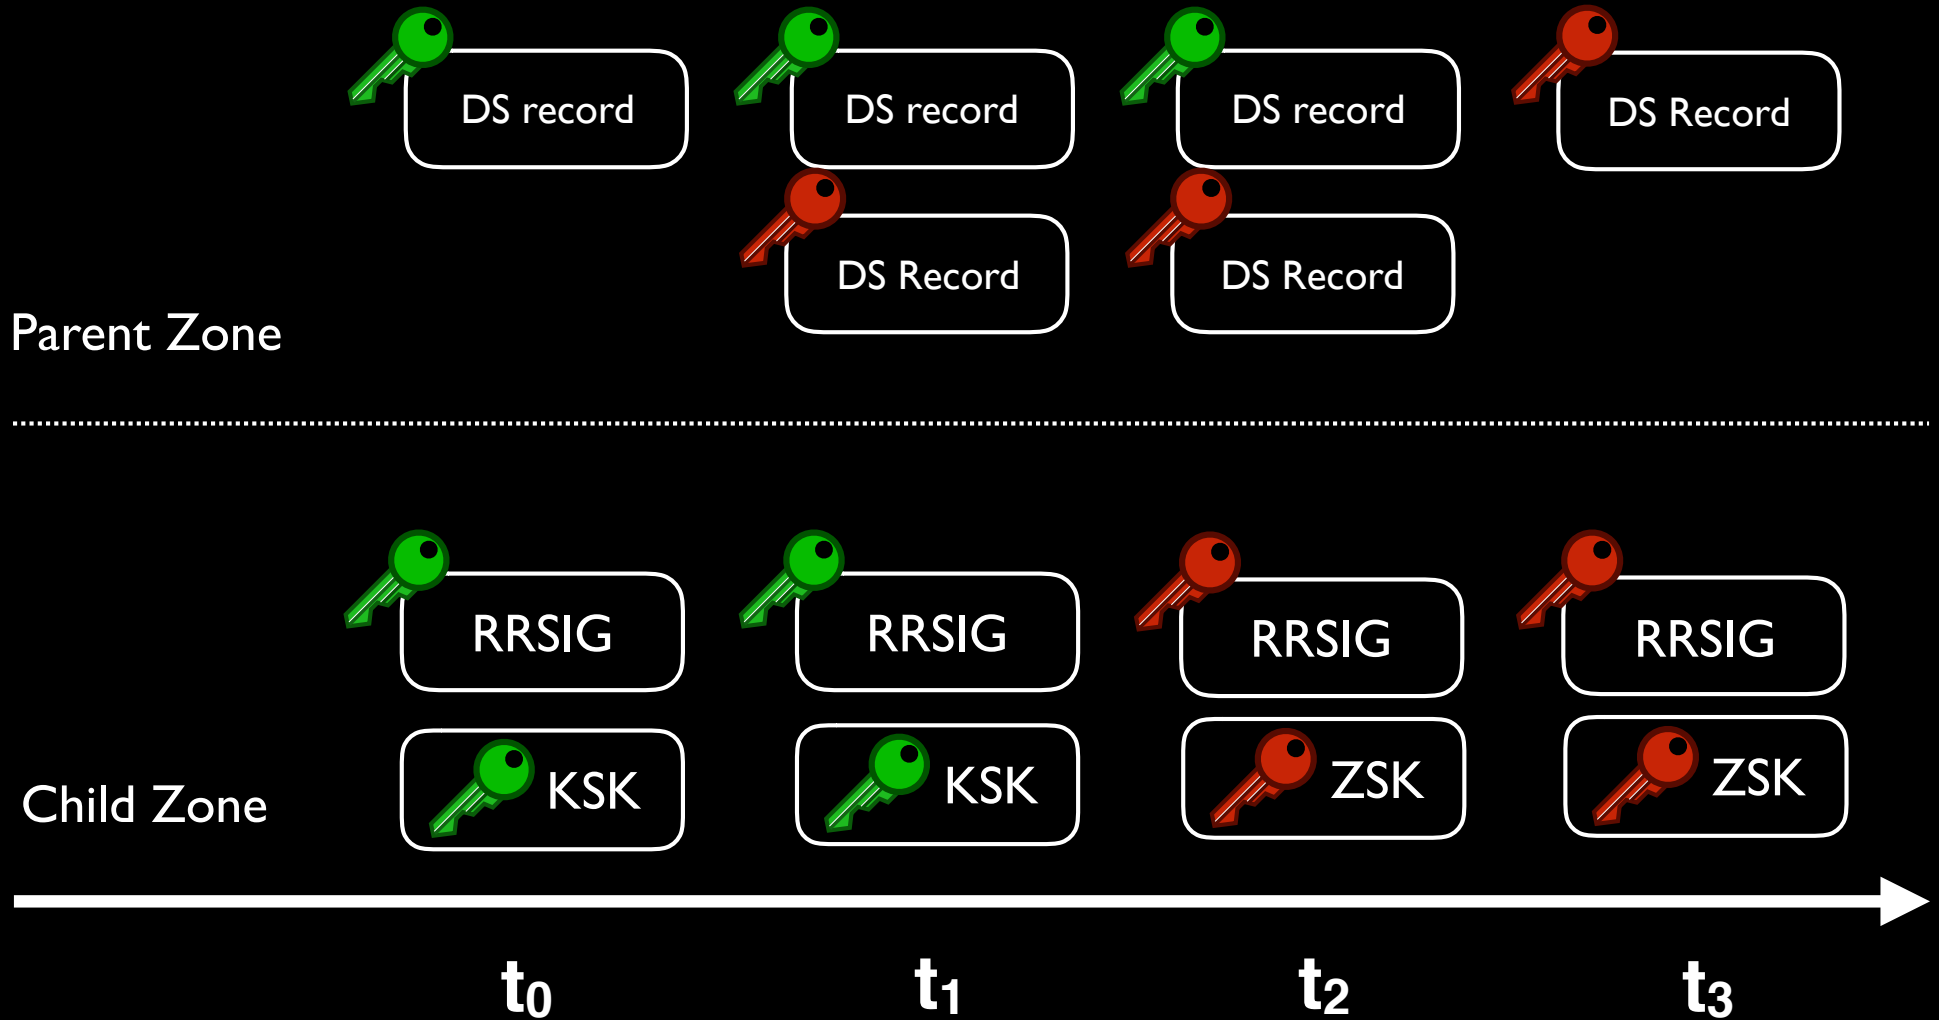 DS record
DS record
DS record
DS Record
DS Record
DS Record
Parent Zone
RRSIG
RRSIG
RRSIG
RRSIG
Child Zone
KSK
KSK
ZSK
ZSK
t0
t1
t2
t3